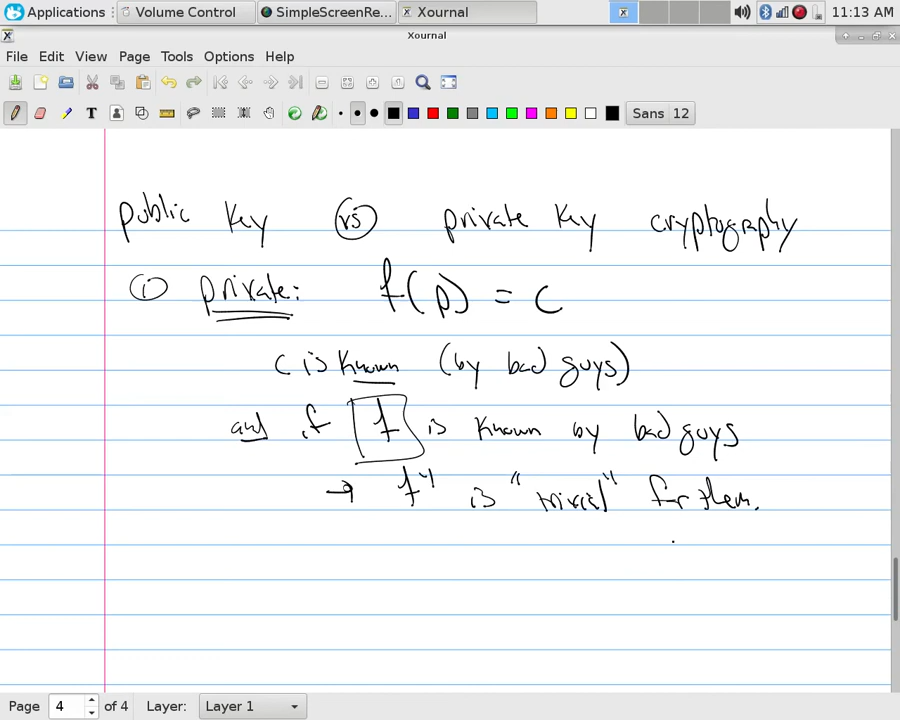 Applications Volume Control SimpleScreenRe... Xournal 11:13 AM
Xournal
File Edit View Page Tools Options Help
Sans 12
public key vs private key cryptography
① private: f(p) = c
c is known (by bad guys)
and if f is known by bad guys
→ f⁻¹ is "trivial" for them.
Page 4 of 4 Layer: Layer 1